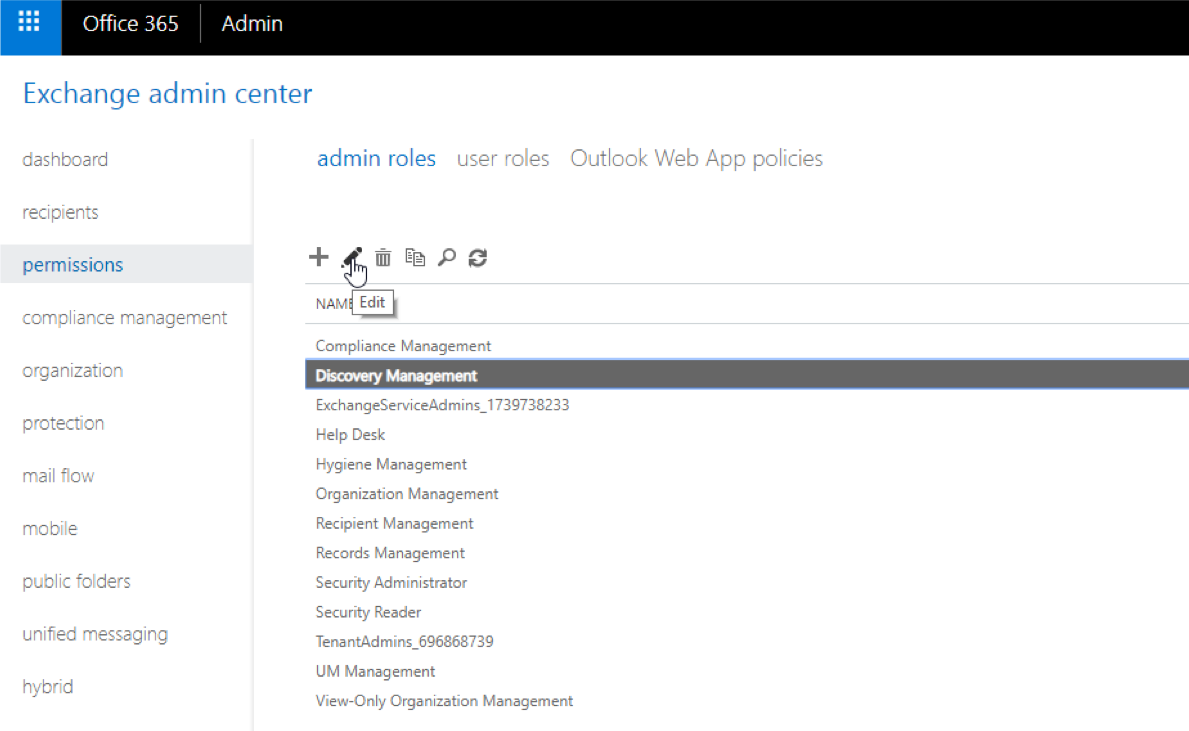 Office 365 Admin
Exchange admin center
dashboard
recipients
permissions
compliance management
organization
protection
mail flow
mobile
public folders
unified messaging
hybrid
admin roles user roles Outlook Web App policies
NAME
Edit
Compliance Management
Discovery Management
ExchangeServiceAdmins_1739738233
Help Desk
Hygiene Management
Organization Management
Recipient Management
Records Management
Security Administrator
Security Reader
TenantAdmins_696868739
UM Management
View-Only Organization Management